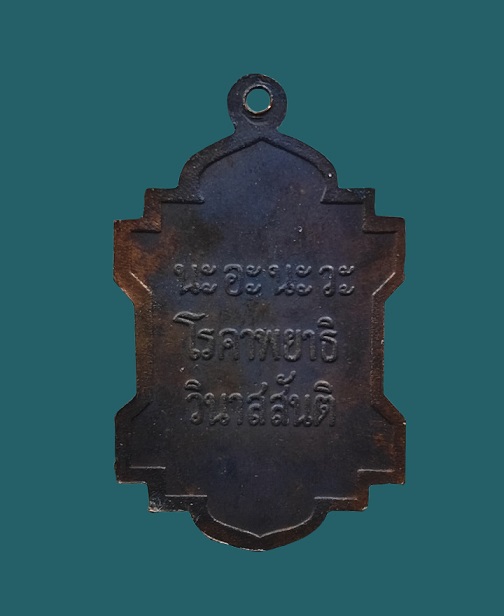 นะ อะ นะ วะ
โรคาพยาธิ
วินาสสันติ